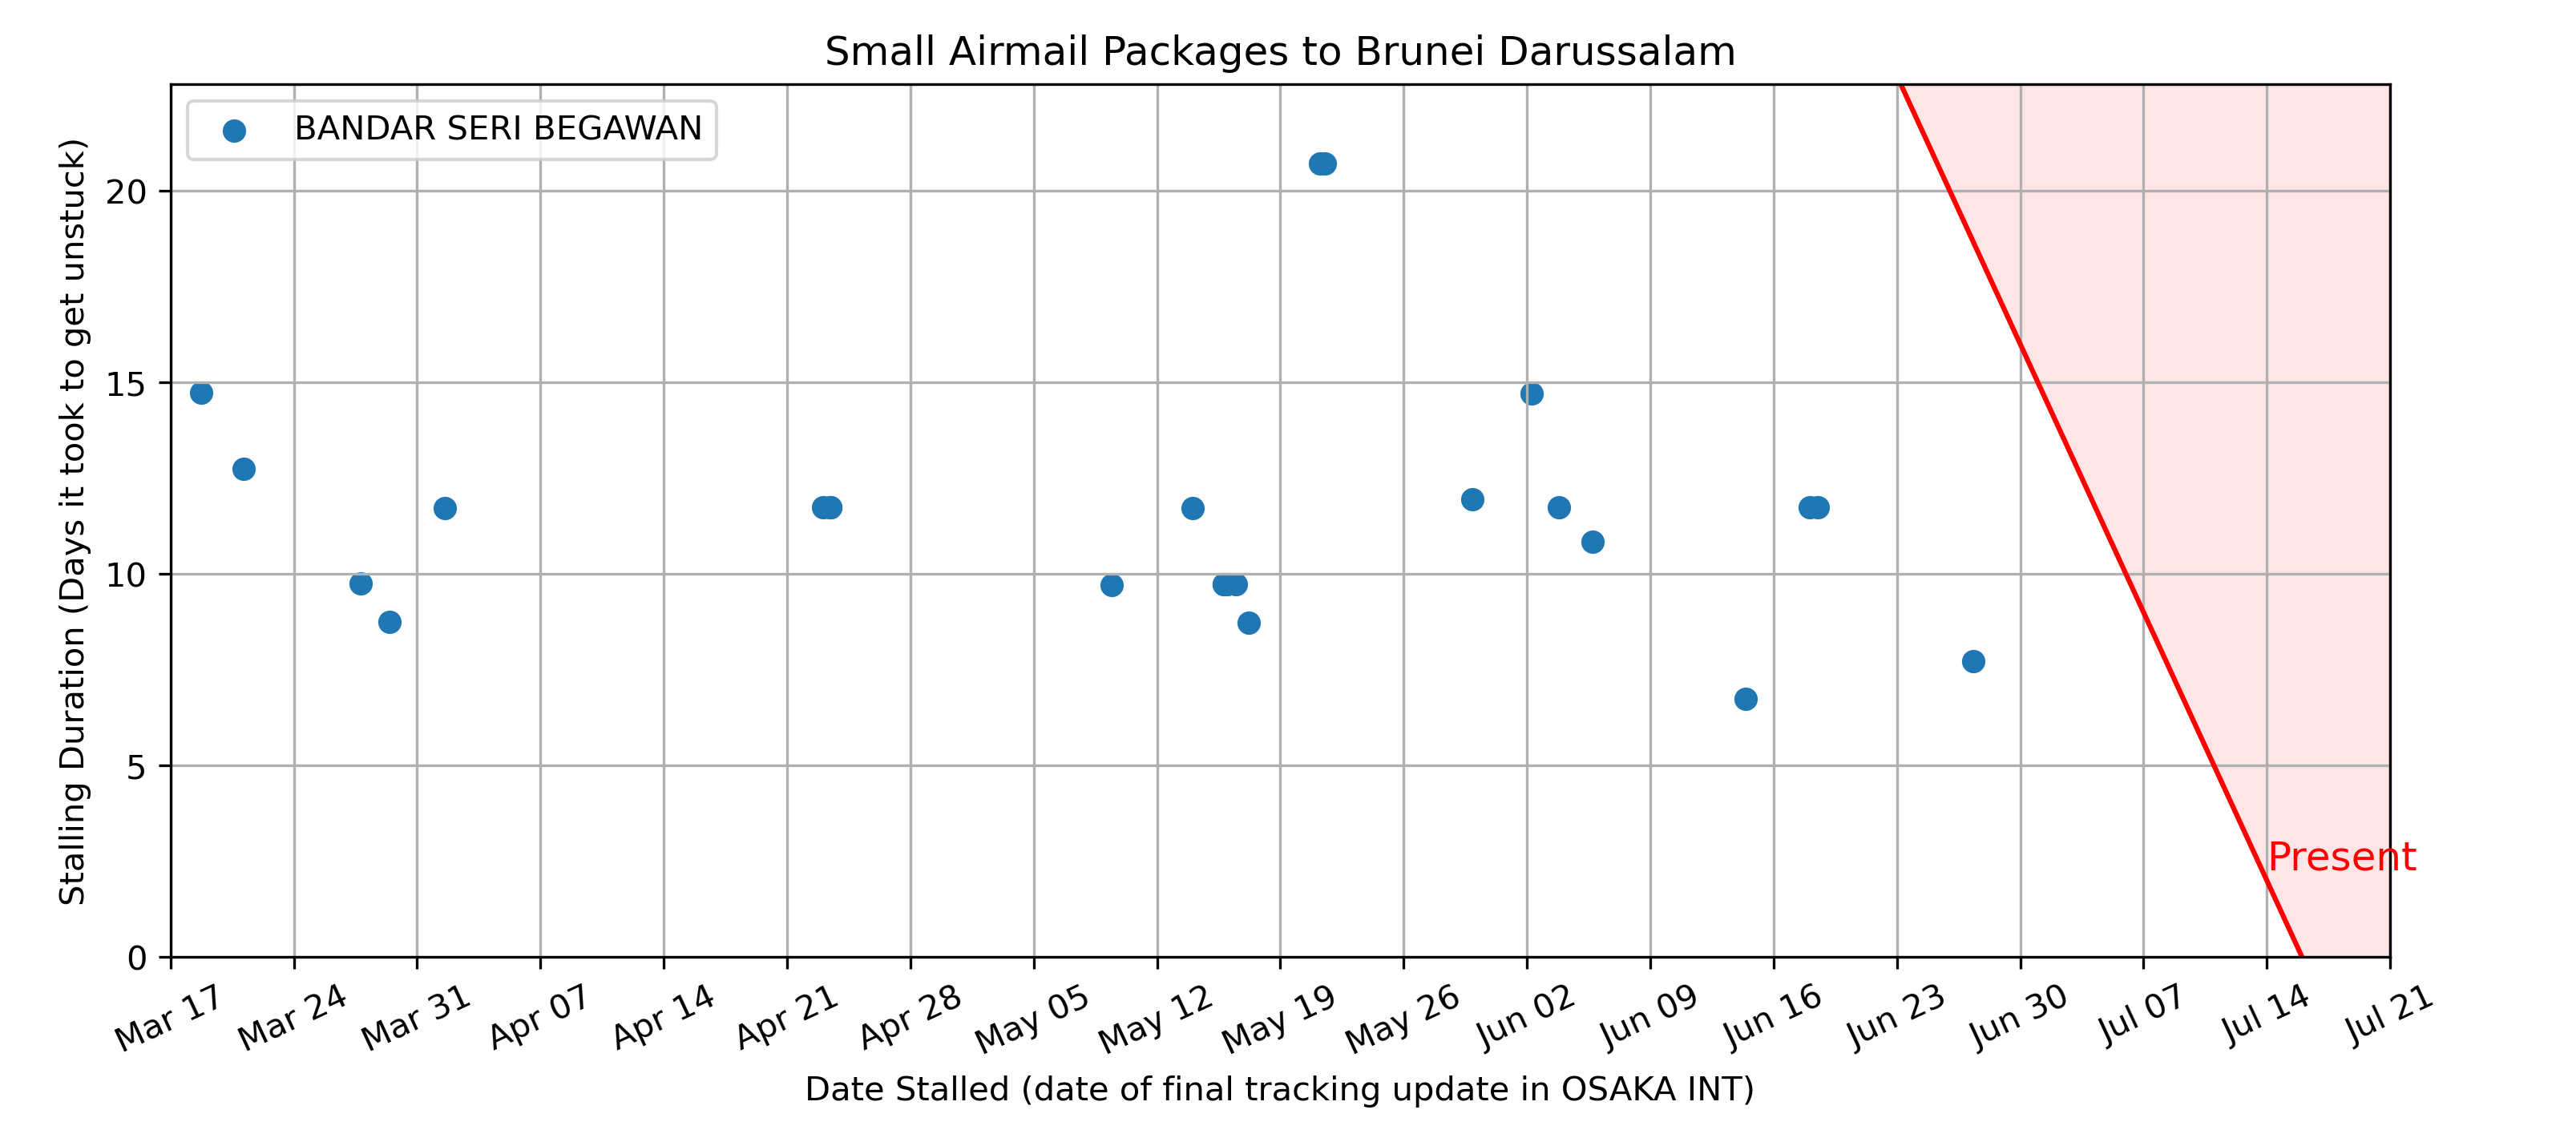 Small Airmail Packages to Brunei Darussalam
BANDAR SERI BEGAWAN
Stalling Duration (Days it took to get unstuck)
20
15
10
5
0
Present
Mar 17
Mar 24
Mar 31
Apr 07
Apr 14
Apr 21
Apr 28
May 05
May 12
May 19
May 26
Jun 02
Jun 09
Jun 16
Jun 23
Jun 30
Jul 07
Jul 14
Jul 21
Date Stalled (date of final tracking update in OSAKA INT)